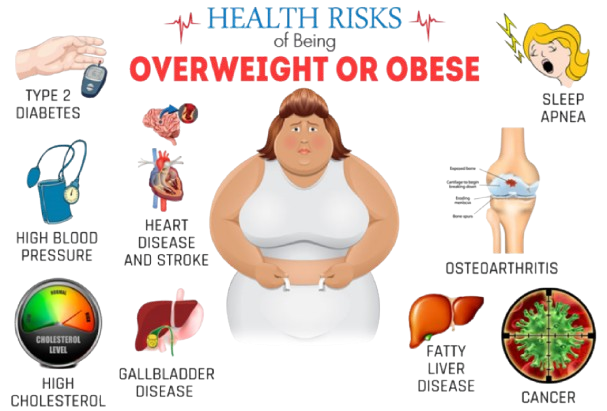 HEALTH RISKS
of Being
OVERWEIGHT OR OBESE
TYPE 2
DIABETES
SLEEP
APNEA
HIGH BLOOD
PRESSURE
HEART
DISEASE
AND STROKE
Exposed bone
Cartilage to begin
breaking down
Eroding
meniscus
Bone spurs
OSTEOARTHRITIS
NORMAL
CHOLESTEROL
LEVEL
HIGH
CHOLESTEROL
GALLBLADDER
DISEASE
FATTY
LIVER
DISEASE
CANCER